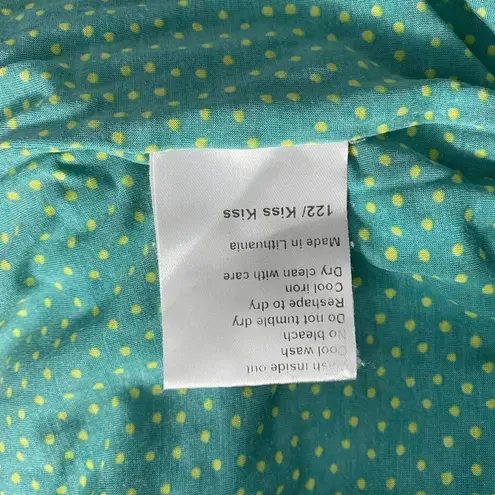 Wash inside out
Cool wash
No bleach
Do not tumble dry
Reshape to dry
Cool iron
Dry clean with care
Made in Lithuania
122/ Kiss Kiss